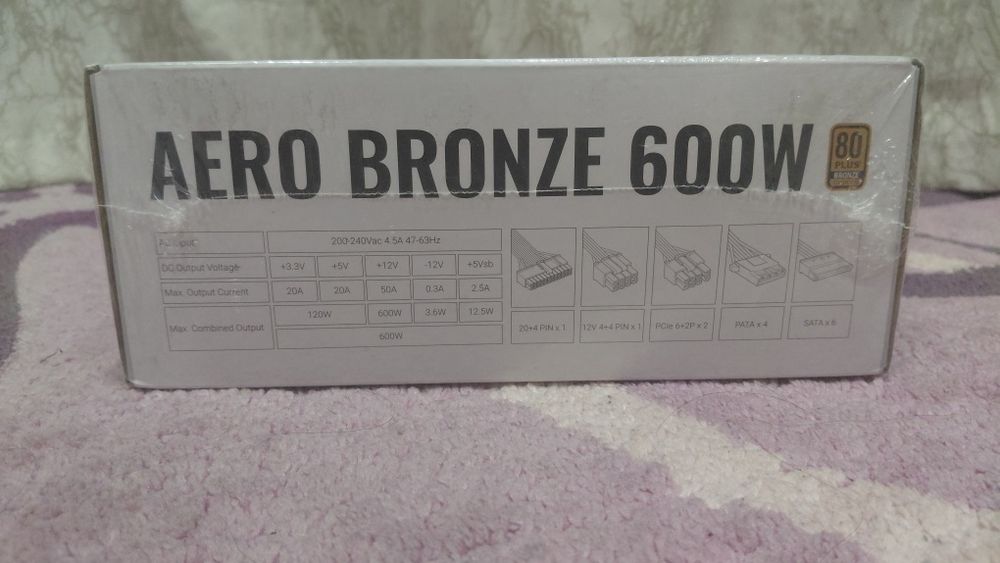 AERO BRONZE 600W
80
PLUS
BRONZE
AC Input 200-240Vac 4.5A 47-63Hz
DC Output Voltage +3.3V +5V +12V -12V +5Vsb
Max. Output Current 20A 20A 50A 0.3A 2.5A
Max. Combined Output 120W 600W 3.6W 12.5W
600W
20+4 PIN x 1 12V 4+4 PIN x 1 PCIe 6+2P x 2 PATA x 4 SATA x 6